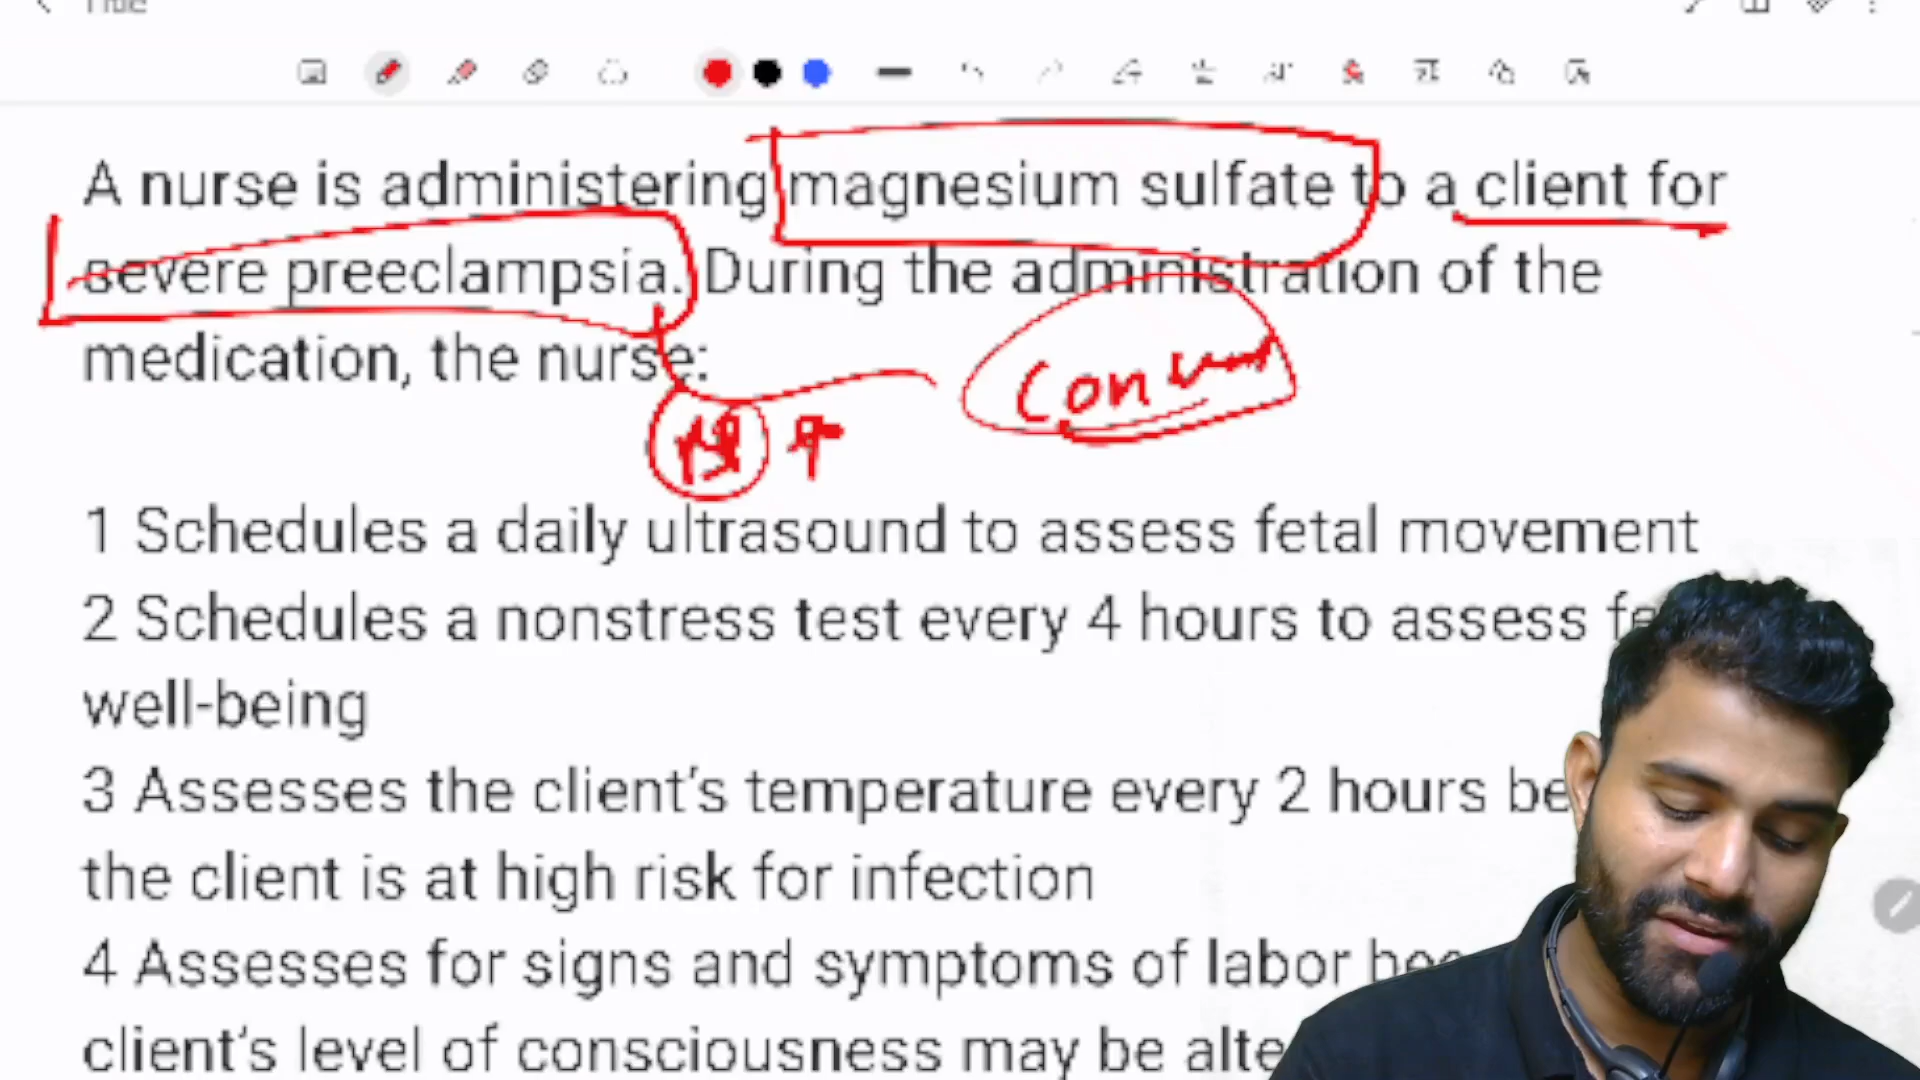 Title
A nurse is administering magnesium sulfate to a client for
severe preeclampsia. During the administration of the
medication, the nurse:
BP ↑
1 Schedules a daily ultrasound to assess fetal movement
2 Schedules a nonstress test every 4 hours to assess fe
well-being
3 Assesses the client's temperature every 2 hours be
the client is at high risk for infection
4 Assesses for signs and symptoms of labor bec
client's level of consciousness may be alte